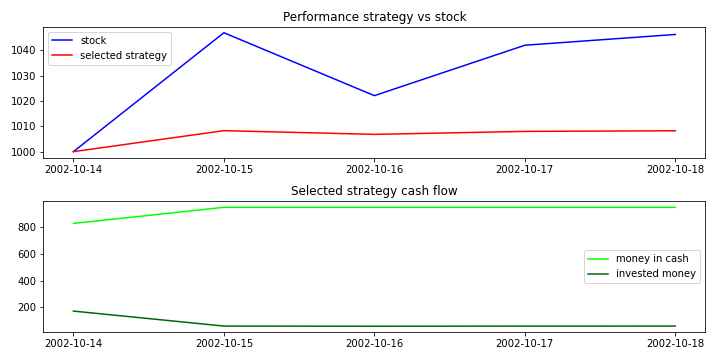 Performance strategy vs stock
stock
selected strategy
1040
1030
1020
1010
1000
2002-10-14 2002-10-15 2002-10-16 2002-10-17 2002-10-18
Selected strategy cash flow
800
600
400
200
money in cash
invested money
2002-10-14 2002-10-15 2002-10-16 2002-10-17 2002-10-18